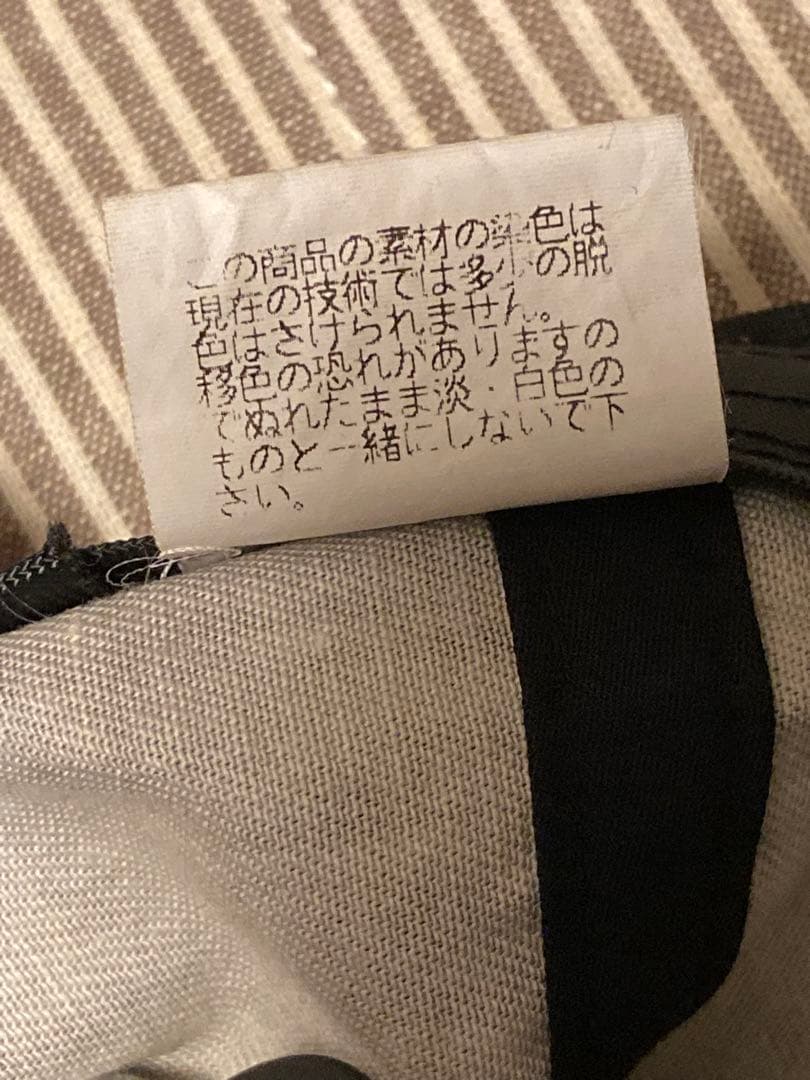 この商品の素材の染色は
現在の技術では多少の脱
色はさけられません。
移色の恐れがありますの
でぬれたまま淡・白色の
ものと一緒にしないで下
さい。